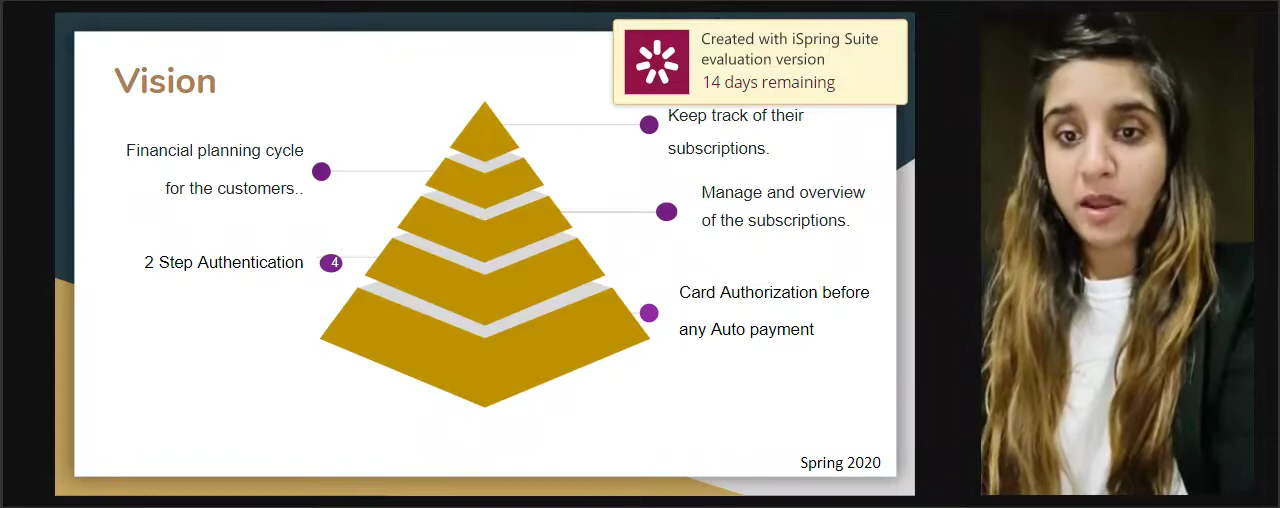 Vision
Created with iSpring Suite
evaluation version
14 days remaining
Keep track of their
subscriptions.
Financial planning cycle
for the customers..
Manage and overview
of the subscriptions.
2 Step Authentication
4
Card Authorization before
any Auto payment
Spring 2020